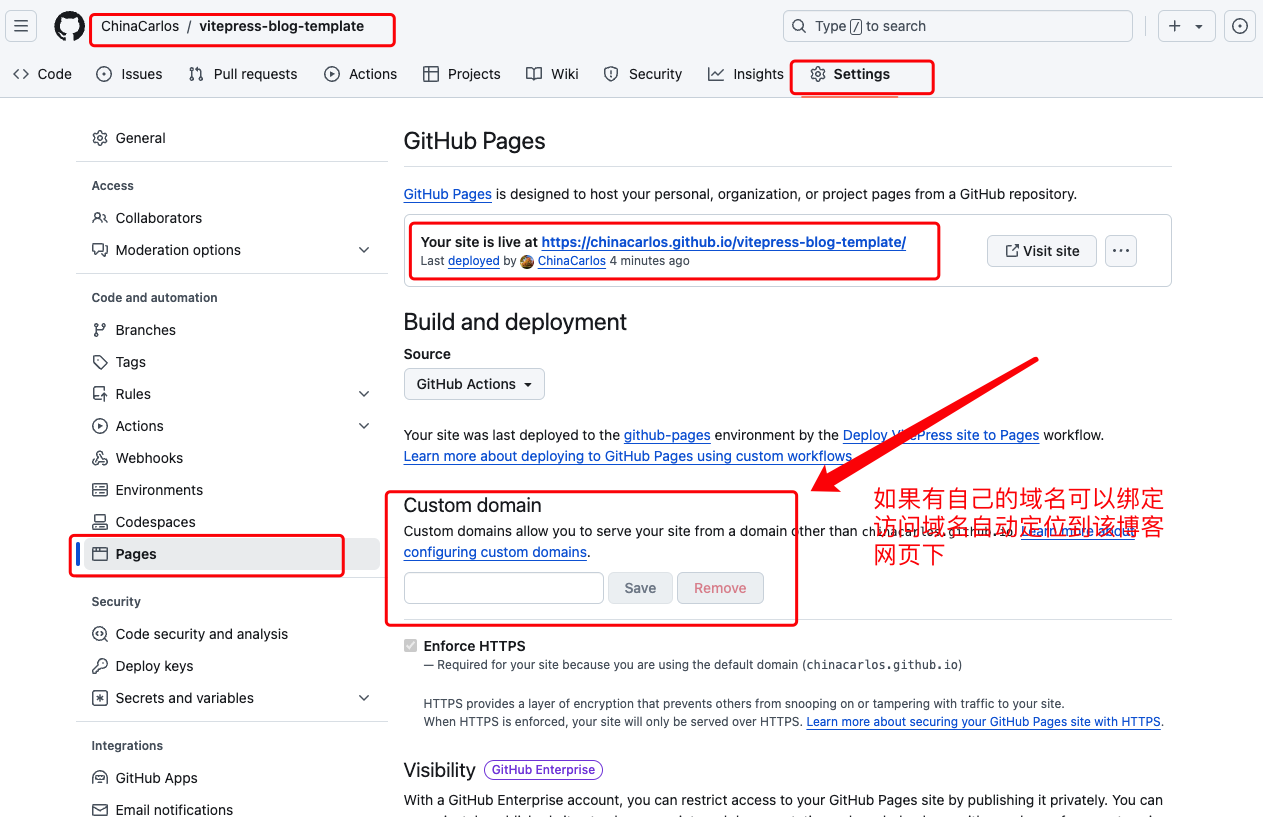 ChinaCarlos / vitepress-blog-template
Type / to search
Code
Issues
Pull requests
Actions
Projects
Wiki
Security
Insights
Settings
General
Access
Collaborators
Moderation options
Code and automation
Branches
Tags
Rules
Actions
Webhooks
Environments
Codespaces
Pages
Security
Code security and analysis
Deploy keys
Secrets and variables
Integrations
GitHub Apps
Email notifications
GitHub Pages
GitHub Pages is designed to host your personal, organization, or project pages from a GitHub repository.
Your site is live at https://chinacarlos.github.io/vitepress-blog-template/
Last deployed by ChinaCarlos 4 minutes ago
Visit site
Build and deployment
Source
GitHub Actions
Your site was last deployed to the github-pages environment by the Deploy VitePress site to Pages workflow.
Learn more about deploying to GitHub Pages using custom workflows
Custom domain
Custom domains allow you to serve your site from a domain other than chinacarlos.github.io. Learn more about
configuring custom domains.
Save
Remove
如果有自己的域名可以绑定
访问域名自动定位到该博客
网页下
Enforce HTTPS
— Required for your site because you are using the default domain (chinacarlos.github.io)
HTTPS provides a layer of encryption that prevents others from snooping on or tampering with traffic to your site.
When HTTPS is enforced, your site will only be served over HTTPS. Learn more about securing your GitHub Pages site with HTTPS.
Visibility GitHub Enterprise
With a GitHub Enterprise account, you can restrict access to your GitHub Pages site by publishing it privately. You can